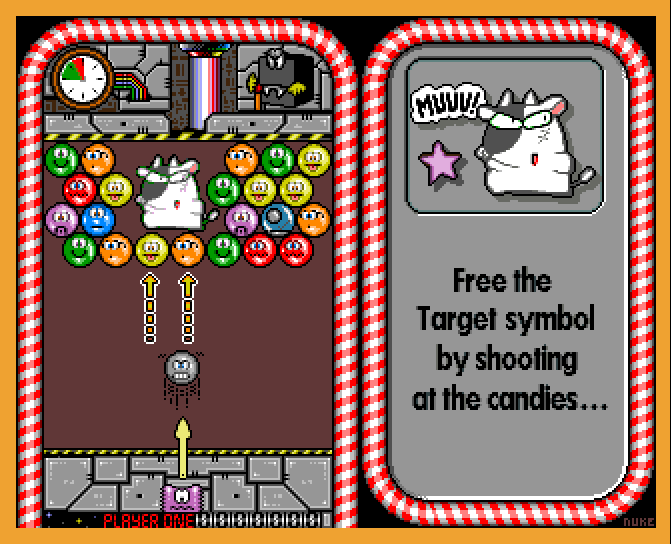 MUUU!
Free the
Target symbol
by shooting
at the candies...
PLAYER ONE
NUKE